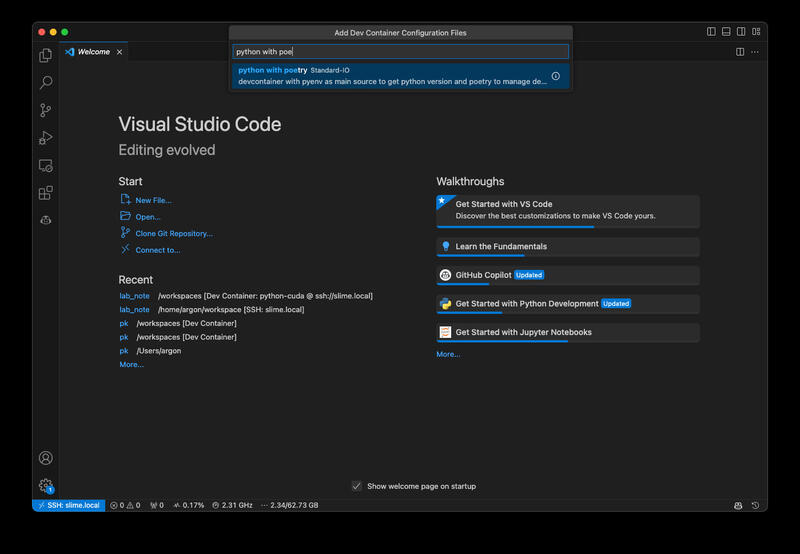 Add Dev Container Configuration Files
python with poe
python with poetry Standard-IO
devcontainer with pyenv as main source to get python version and poetry to manage de...
Welcome
Visual Studio Code
Editing evolved
Start
New File...
Open...
Clone Git Repository...
Connect to...
Recent
lab_note /workspaces [Dev Container: python-cuda @ ssh://slime.local]
lab_note /home/argon/workspace [SSH: slime.local]
pk /workspaces [Dev Container]
pk /workspaces [Dev Container]
pk /Users/argon
More...
Walkthroughs
Get Started with VS Code
Discover the best customizations to make VS Code yours.
Learn the Fundamentals
GitHub Copilot Updated
Get Started with Python Development Updated
Get Started with Jupyter Notebooks
More...
Show welcome page on startup
1
SSH: slime.local 0 0 0 0.17% 2.31 GHz 2.34/62.73 GB